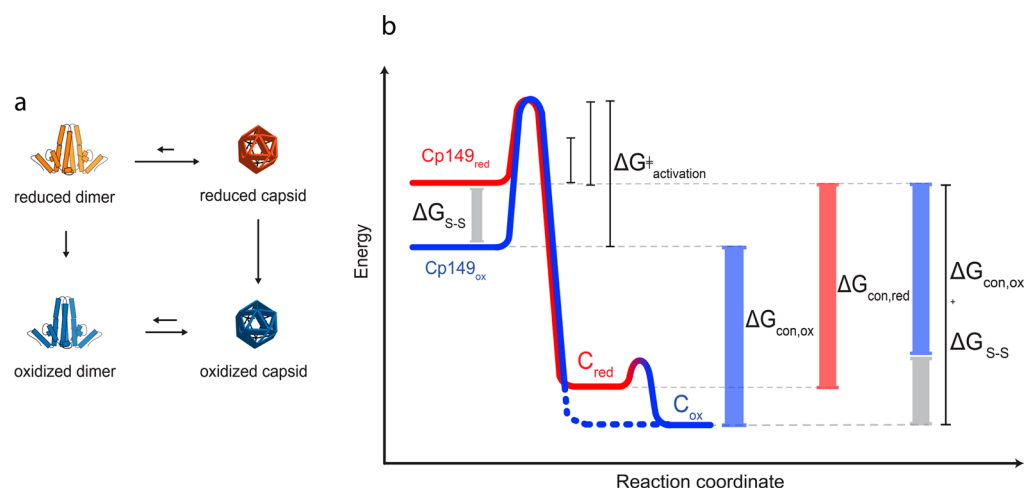 a
reduced dimer
reduced capsid
oxidized dimer
oxidized capsid
b
Energy
Cp149red
ΔGS-S
Cp149ox
ΔG‡activation
Cred
Cox
ΔGcon,ox
ΔGcon,red
ΔGcon,ox
+
ΔGS-S
Reaction coordinate